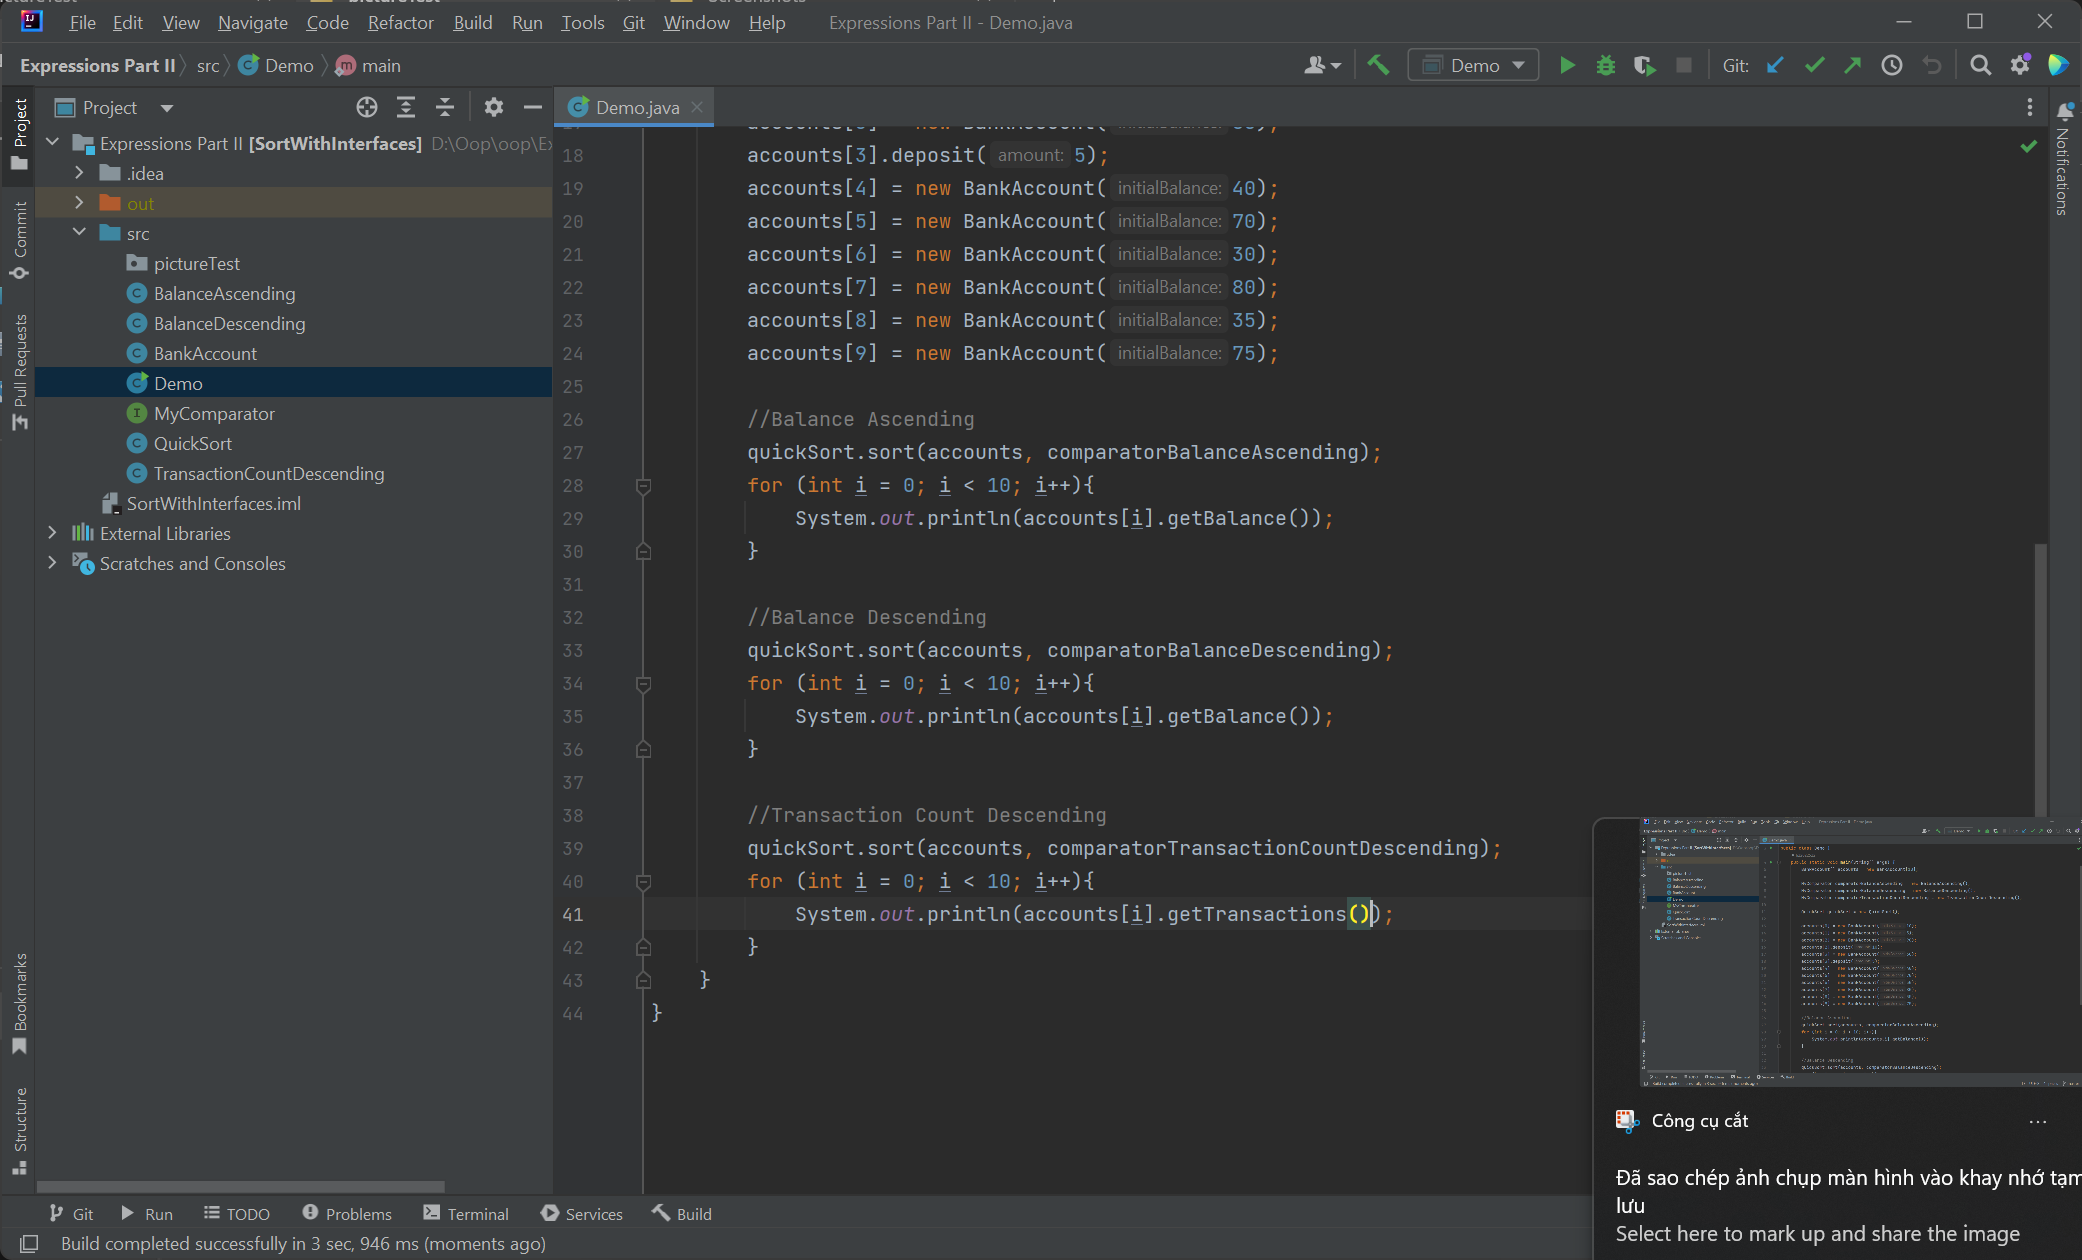 File Edit View Navigate Code Refactor Build Run Tools Git Window Help Expressions Part II - Demo.java
Expressions Part II src Demo main
Demo Git:
Project
Demo.java
Project
Commit
Pull Requests
Bookmarks
Structure
Notifications
Expressions Part II [SortWithInterfaces] D:\Oop\oop\Ex
.idea
out
src
pictureTest
BalanceAscending
BalanceDescending
BankAccount
Demo
MyComparator
QuickSort
TransactionCountDescending
SortWithInterfaces.iml
External Libraries
Scratches and Consoles
18 accounts[3].deposit( amount: 5);
19 accounts[4] = new BankAccount( initialBalance: 40);
20 accounts[5] = new BankAccount( initialBalance: 70);
21 accounts[6] = new BankAccount( initialBalance: 30);
22 accounts[7] = new BankAccount( initialBalance: 80);
23 accounts[8] = new BankAccount( initialBalance: 35);
24 accounts[9] = new BankAccount( initialBalance: 75);
25
26 //Balance Ascending
27 quickSort.sort(accounts, comparatorBalanceAscending);
28 for (int i = 0; i < 10; i++){
29 System.out.println(accounts[i].getBalance());
30 }
31
32 //Balance Descending
33 quickSort.sort(accounts, comparatorBalanceDescending);
34 for (int i = 0; i < 10; i++){
35 System.out.println(accounts[i].getBalance());
36 }
37
38 //Transaction Count Descending
39 quickSort.sort(accounts, comparatorTransactionCountDescending);
40 for (int i = 0; i < 10; i++){
41 System.out.println(accounts[i].getTransactions());
42 }
43 }
44 }
Công cụ cắt
Đã sao chép ảnh chụp màn hình vào khay nhớ tạm
lưu
Select here to mark up and share the image
Git Run TODO Problems Terminal Services Build
Build completed successfully in 3 sec, 946 ms (moments ago)